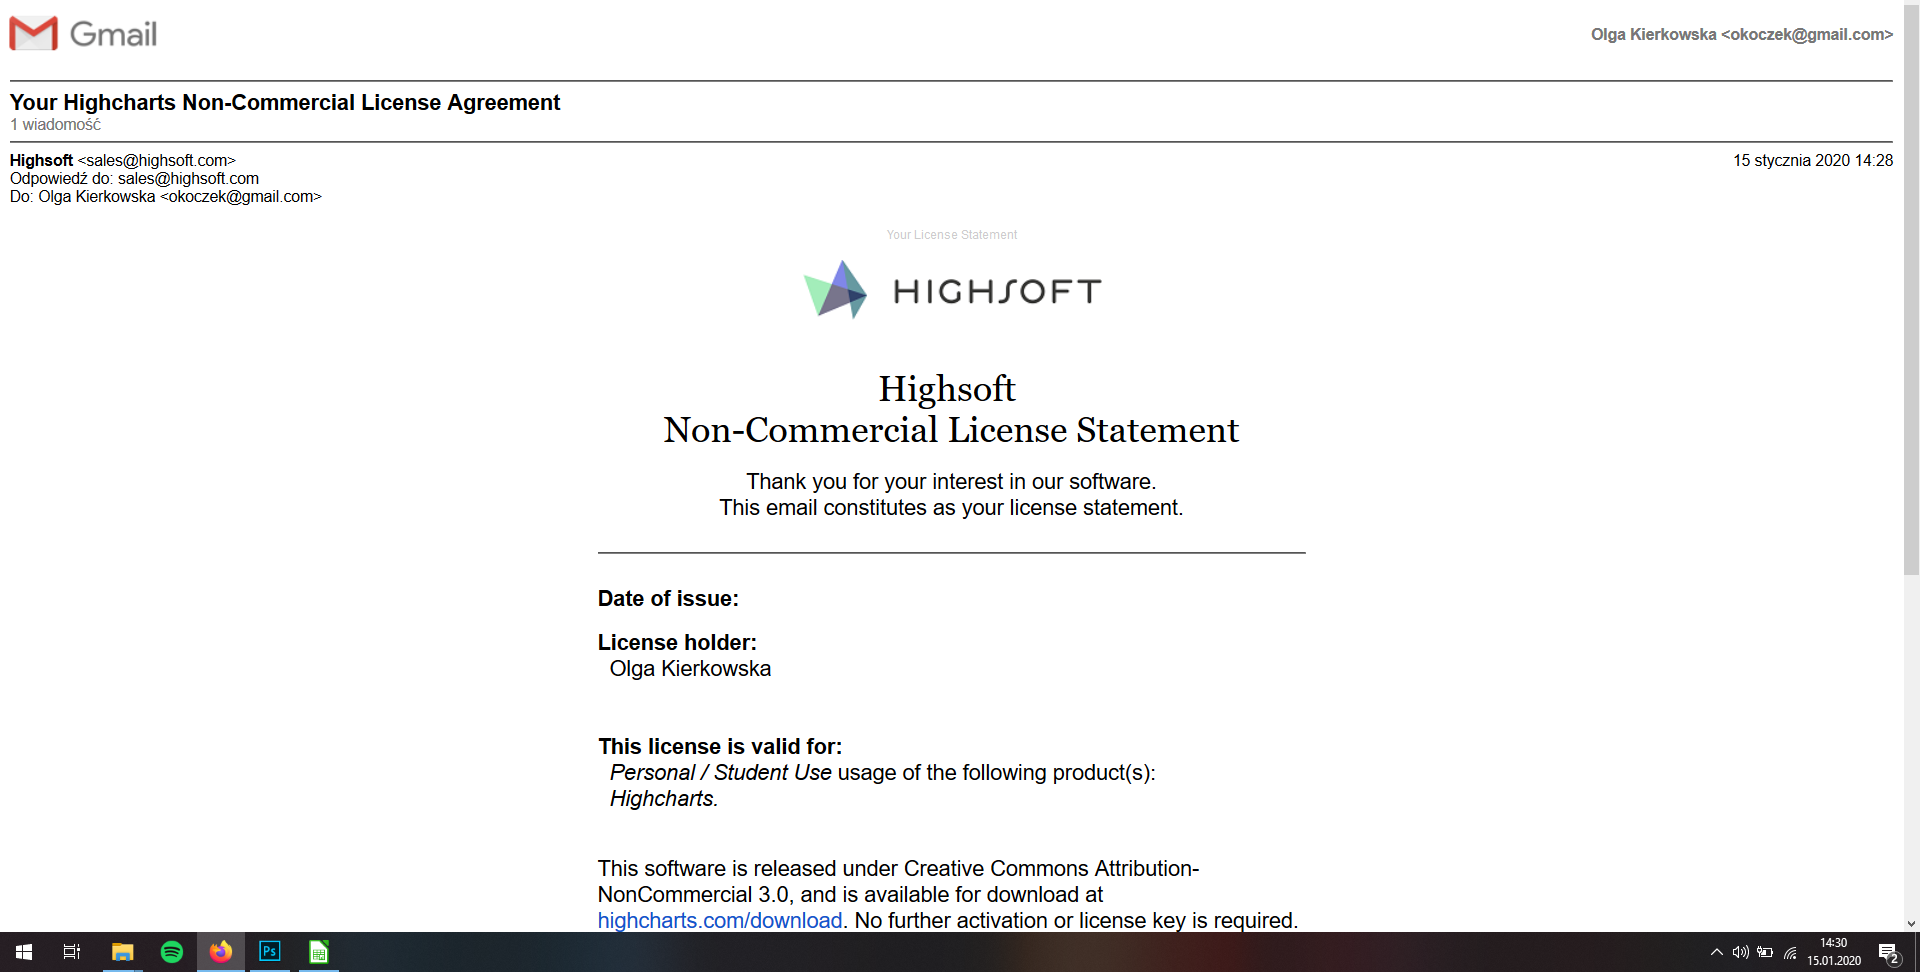 Gmail
Olga Kierkowska <okoczek@gmail.com>
Your Highcharts Non-Commercial License Agreement
1 wiadomość
Highsoft <sales@highsoft.com>
15 stycznia 2020 14:28
Odpowiedź do: sales@highsoft.com
Do: Olga Kierkowska <okoczek@gmail.com>
Your License Statement
HIGHSOFT
Highsoft
Non-Commercial License Statement
Thank you for your interest in our software.
This email constitutes as your license statement.
Date of issue:
License holder:
Olga Kierkowska
This license is valid for:
Personal / Student Use usage of the following product(s):
Highcharts.
This software is released under Creative Commons Attribution-
NonCommercial 3.0, and is available for download at
highcharts.com/download. No further activation or license key is required.
Ps
14:30
15.01.2020
2